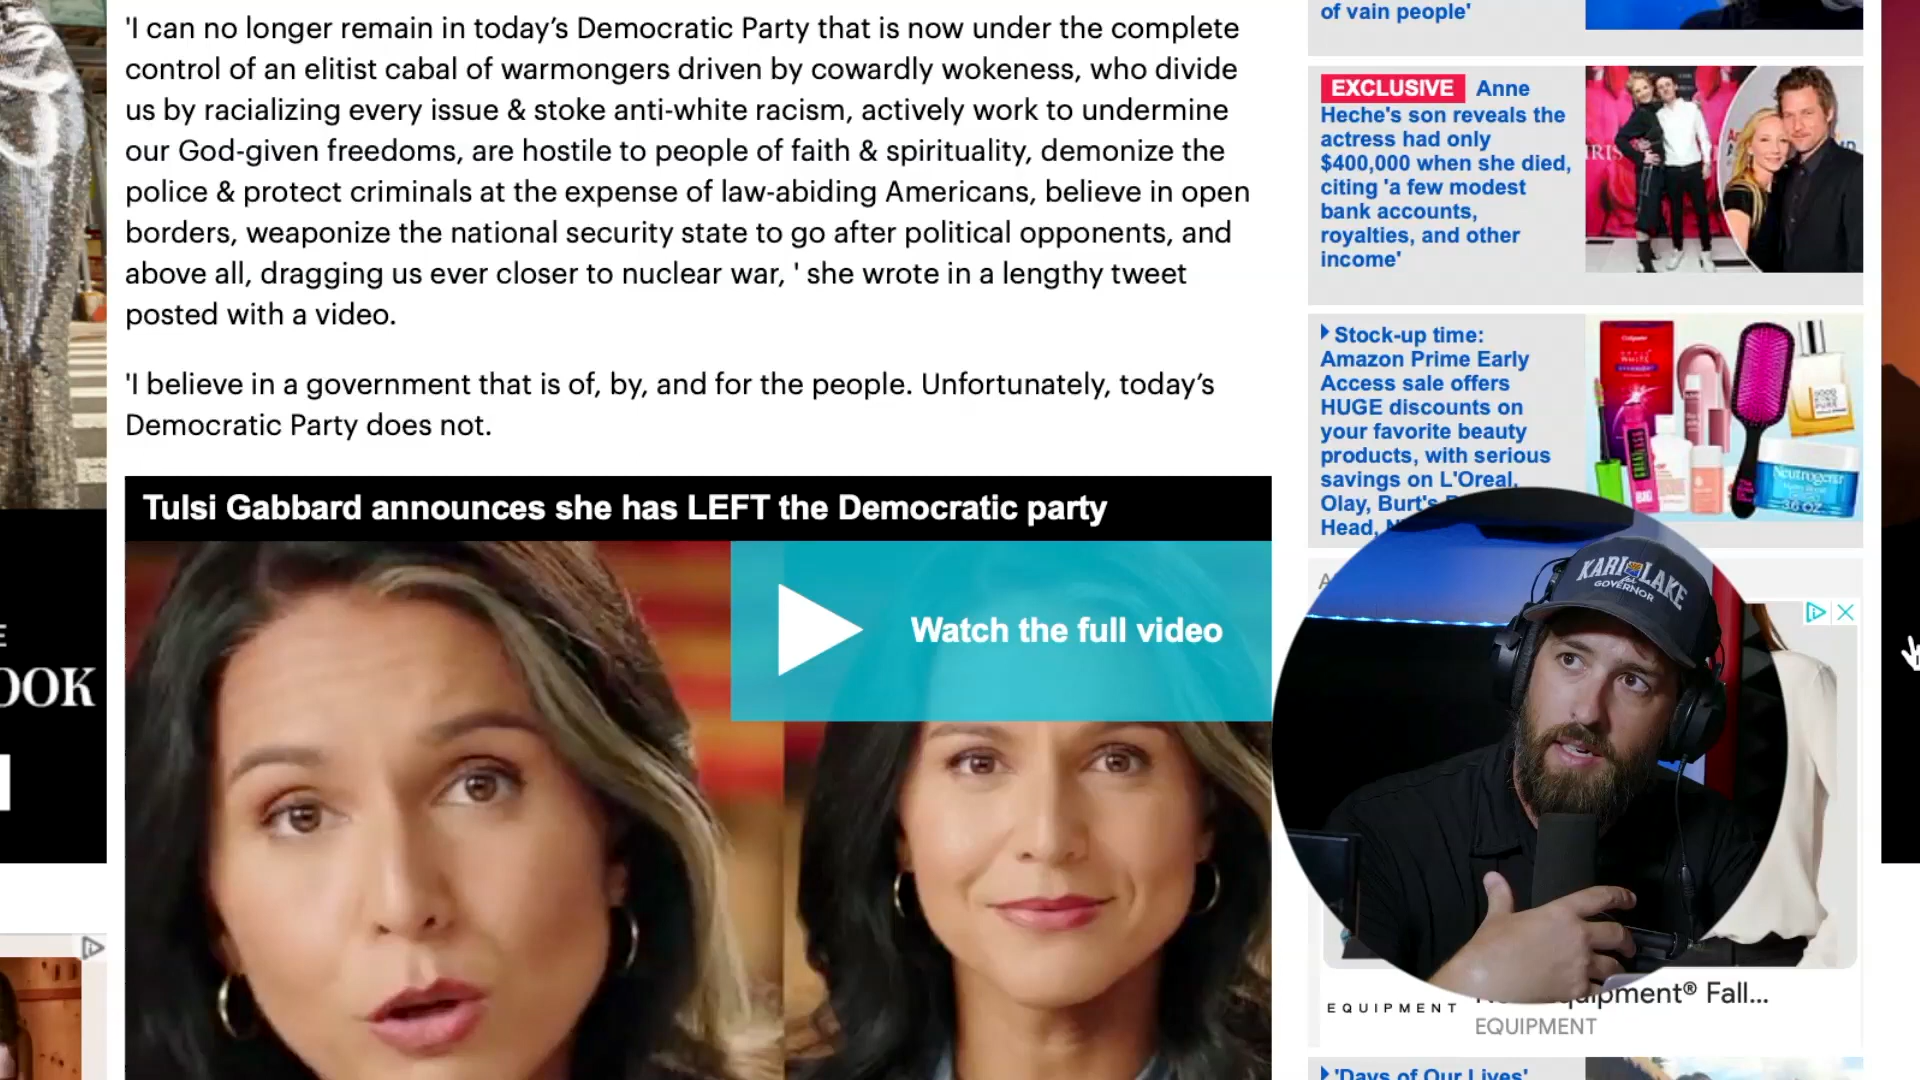 'I can no longer remain in today’s Democratic Party that is now under the complete
control of an elitist cabal of warmongers driven by cowardly wokeness, who divide
us by racializing every issue & stoke anti-white racism, actively work to undermine
our God-given freedoms, are hostile to people of faith & spirituality, demonize the
police & protect criminals at the expense of law-abiding Americans, believe in open
borders, weaponize the national security state to go after political opponents, and
above all, dragging us ever closer to nuclear war, ' she wrote in a lengthy tweet
posted with a video.
'I believe in a government that is of, by, and for the people. Unfortunately, today’s
Democratic Party does not.
Tulsi Gabbard announces she has LEFT the Democratic party
Watch the full video
of vain people'
EXCLUSIVE Anne
Heche's son reveals the
actress had only
$400,000 when she died,
citing 'a few modest
bank accounts,
royalties, and other
income'
Stock-up time:
Amazon Prime Early
Access sale offers
HUGE discounts on
your favorite beauty
products, with serious
savings on L'Oreal,
Olay, Burt's
Head,
Neutrogena
KARI LAKE
for
GOVERNOR
EQUIPMENT
Fall...
EQUIPMENT
'Days of Our Lives'